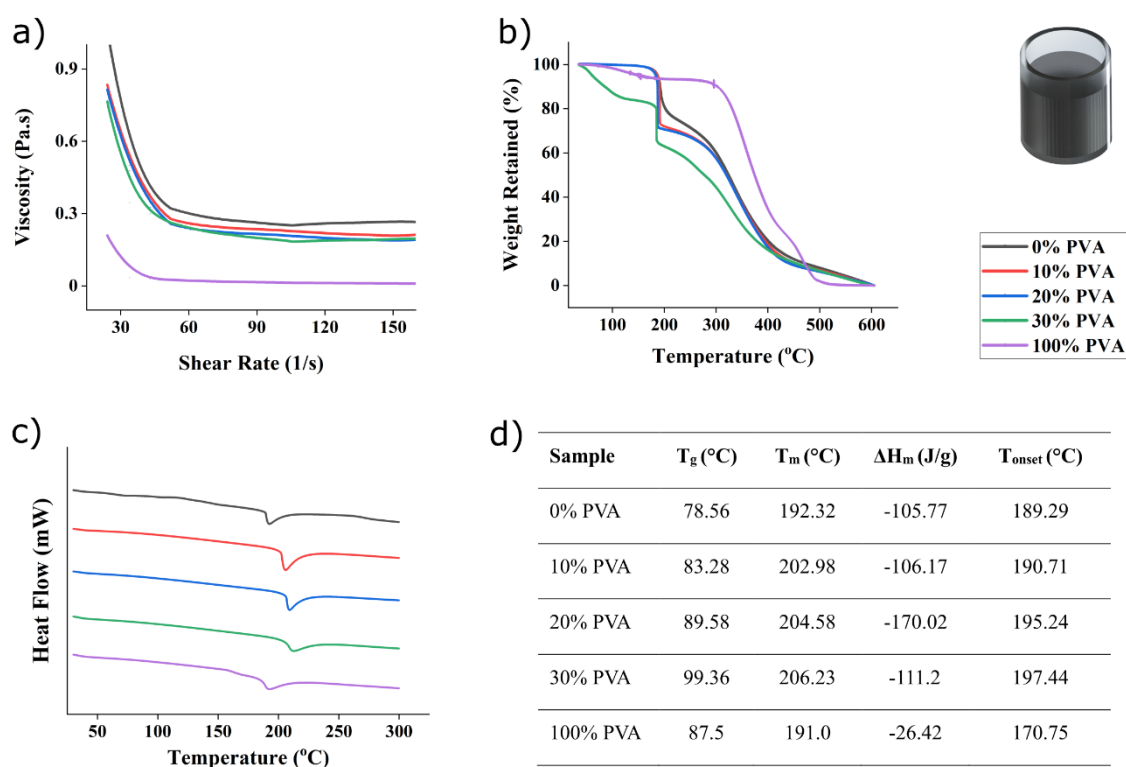 a)
0.9
0.6
0.3
0
Viscosity (Pa.s)
30 60 90 120 150
Shear Rate (1/s)
b)
100
80
60
40
20
0
Weight Retained (%)
100 200 300 400 500 600
Temperature (°C)
0% PVA
10% PVA
20% PVA
30% PVA
100% PVA
c)
Heat Flow (mW)
50 100 150 200 250 300
Temperature (°C)
d)
Sample Tg (°C) Tm (°C) ΔHm (J/g) Tonset (°C)
0% PVA 78.56 192.32 -105.77 189.29
10% PVA 83.28 202.98 -106.17 190.71
20% PVA 89.58 204.58 -170.02 195.24
30% PVA 99.36 206.23 -111.2 197.44
100% PVA 87.5 191.0 -26.42 170.75